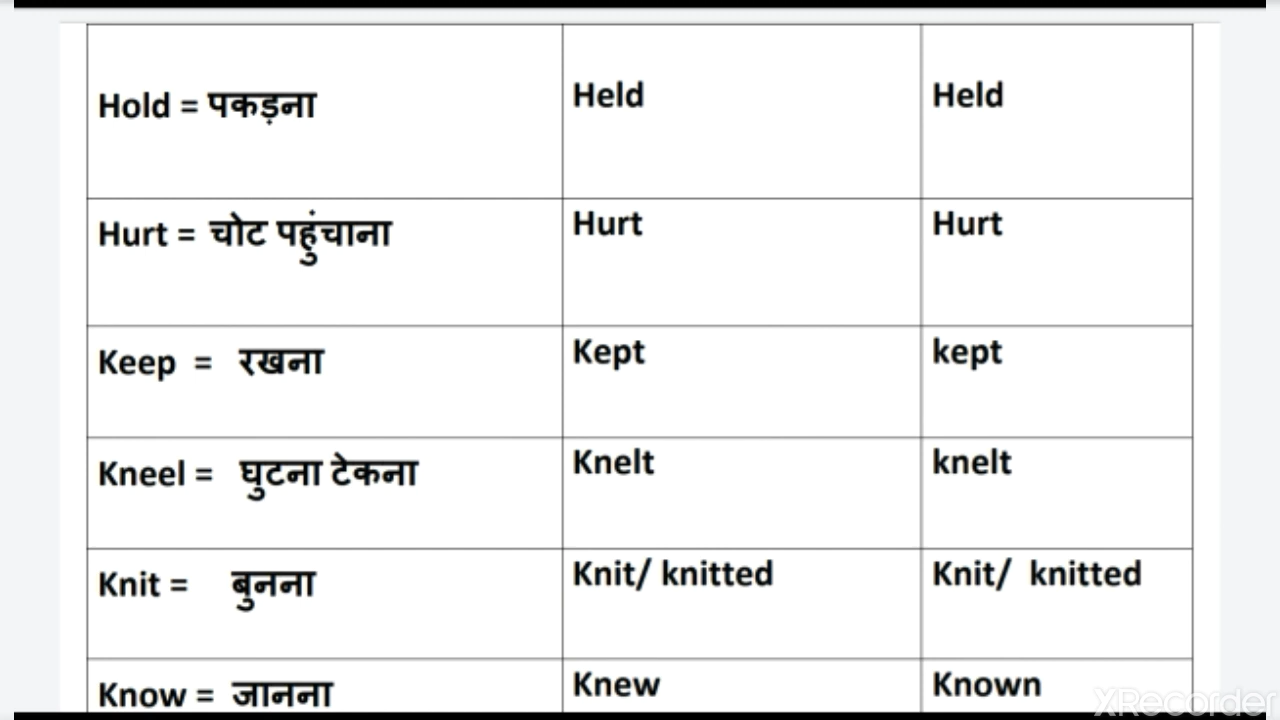 Hold = पकड़ना Held Held
Hurt = चोट पहुंचाना Hurt Hurt
Keep = रखना Kept kept
Kneel = घुटना टेकना Knelt knelt
Knit = बुनना Knit/ knitted Knit/ knitted
Know = जानना Knew Known
XRecorder